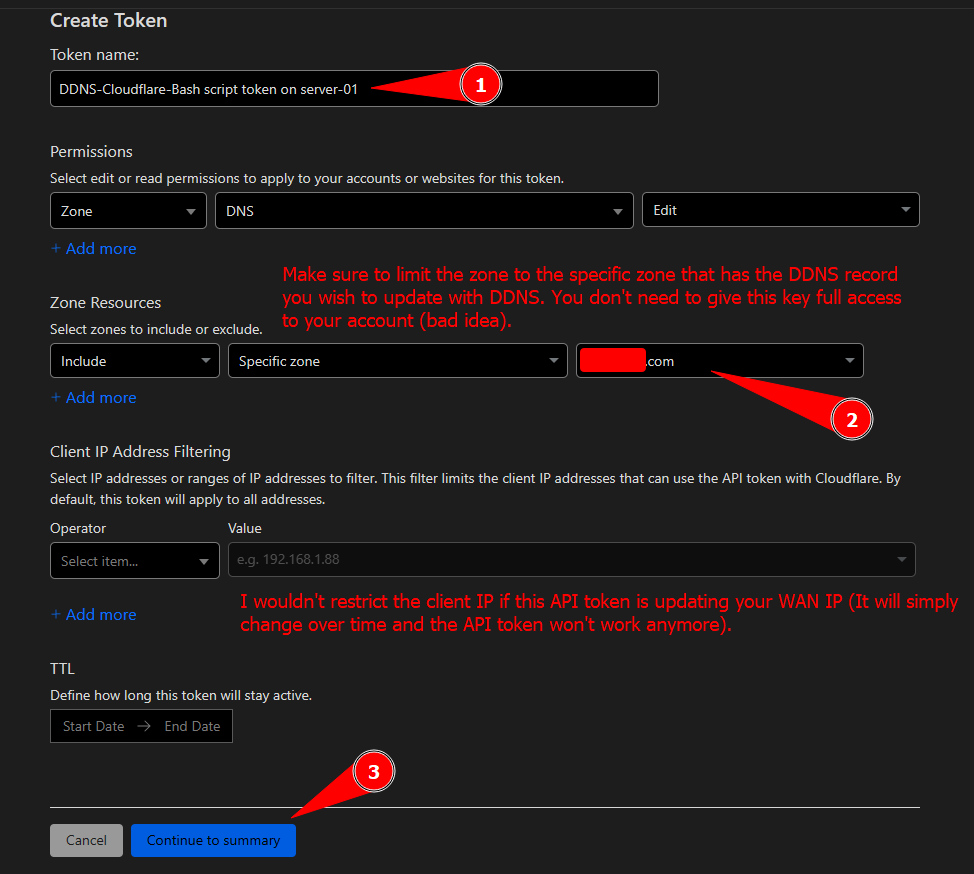 Create Token
Token name:
DDNS-Cloudflare-Bash script token on server-01
1
Permissions
Select edit or read permissions to apply to your accounts or websites for this token.
Zone
DNS
Edit
+ Add more
Make sure to limit the zone to the specific zone that has the DDNS record
you wish to update with DDNS. You don't need to give this key full access
to your account (bad idea).
Zone Resources
Select zones to include or exclude.
Include
Specific zone
.com
+ Add more
2
Client IP Address Filtering
Select IP addresses or ranges of IP addresses to filter. This filter limits the client IP addresses that can use the API token with Cloudflare. By
default, this token will apply to all addresses.
Operator
Value
Select item...
e.g. 192.168.1.88
+ Add more
I wouldn't restrict the client IP if this API token is updating your WAN IP (It will simply
change over time and the API token won't work anymore).
TTL
Define how long this token will stay active.
Start Date → End Date
3
Cancel
Continue to summary